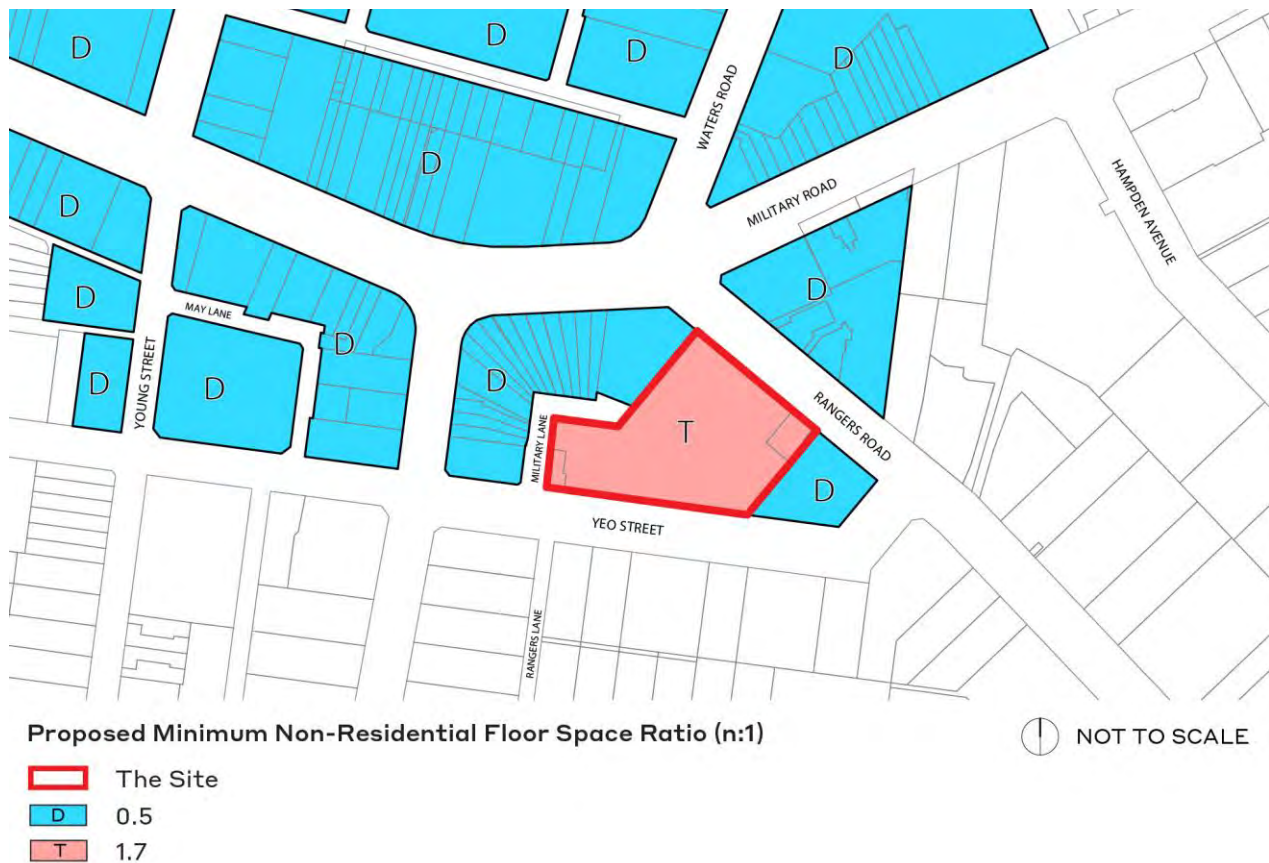 D
D
D
D
WATERS ROAD
D
MILITARY ROAD
HAMPDEN AVENUE
D
D
MAY LANE
D
D
D
YOUNG STREET
D
D
D
MILITARY LANE
T
RANGERS ROAD
D
YEO STREET
RANGERS LANE
Proposed Minimum Non-Residential Floor Space Ratio (n:1)
NOT TO SCALE
The Site
D 0.5
T 1.7